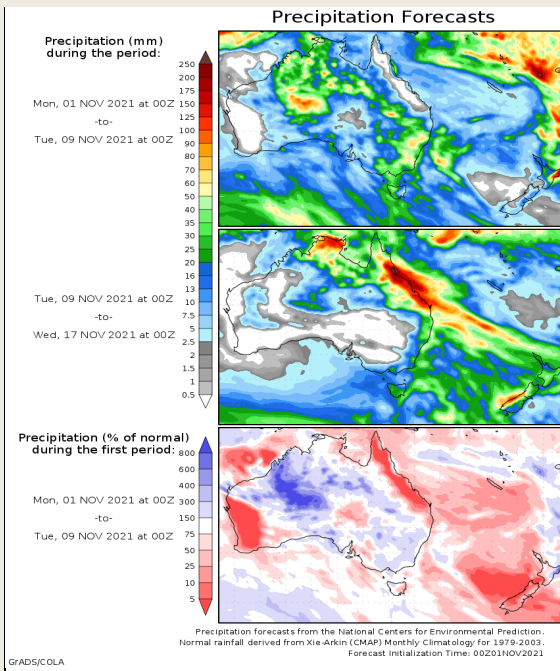 Precipitation Forecasts
Precipitation (mm)
during the period:
Mon, 01 NOV 2021 at 00Z
-to-
Tue, 09 NOV 2021 at 00Z
250
200
175
150
125
100
90
80
70
60
50
40
35
30
25
20
16
13
10
7.5
5
2.5
2
1.5
1
0.5
Tue, 09 NOV 2021 at 00Z
-to-
Wed, 17 NOV 2021 at 00Z
Precipitation (% of normal)
during the first period:
Mon, 01 NOV 2021 at 00Z
-to-
Tue, 09 NOV 2021 at 00Z
800
600
400
300
150
75
50
25
10
5
Precipitation forecasts from the National Centers for Environmental Prediction.
Normal rainfall derived from Xie-Arkin (CMAP) Monthly Climatology for 1979-2003.
Forecast Initialization Time: 00Z01NOV2021
GrADS/COLA